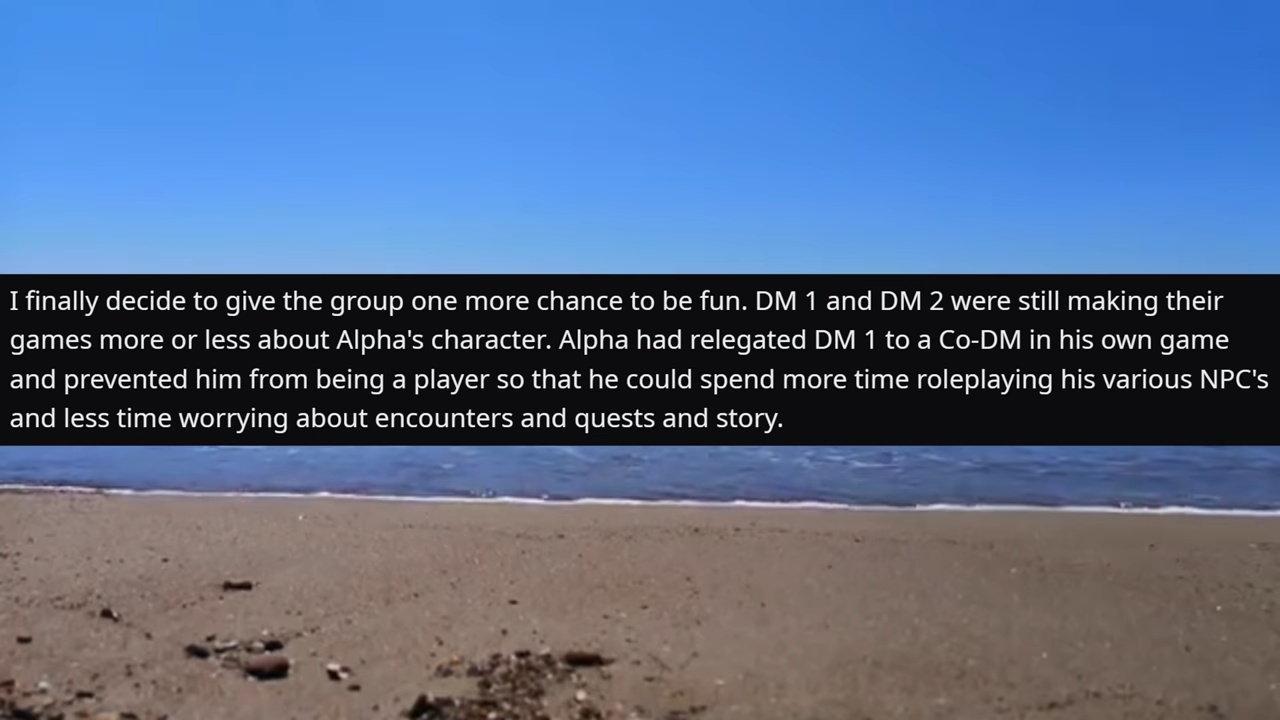 I finally decide to give the group one more chance to be fun. DM 1 and DM 2 were still making their
games more or less about Alpha's character. Alpha had relegated DM 1 to a Co-DM in his own game
and prevented him from being a player so that he could spend more time roleplaying his various NPC's
and less time worrying about encounters and quests and story.